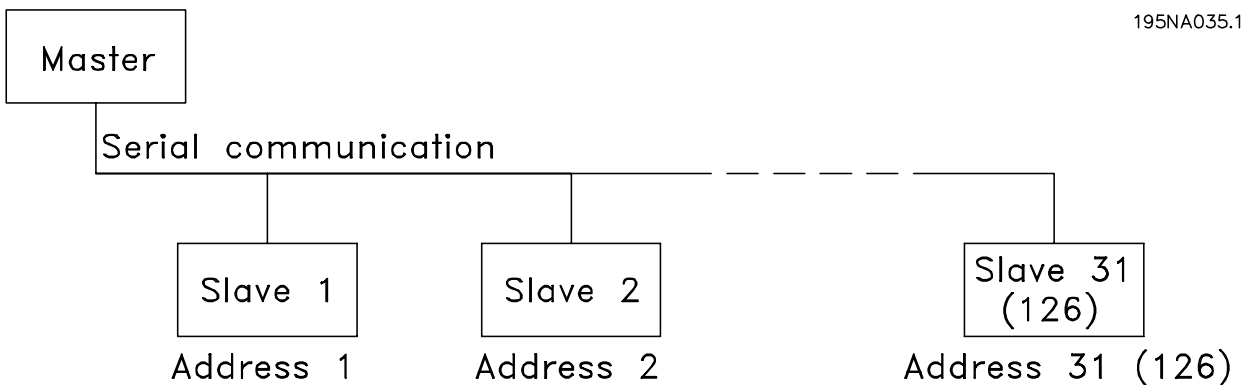 195NA035.1
Master
Serial communication
Slave 1
Slave 2
Slave 31
(126)
Address 1
Address 2
Address 31 (126)